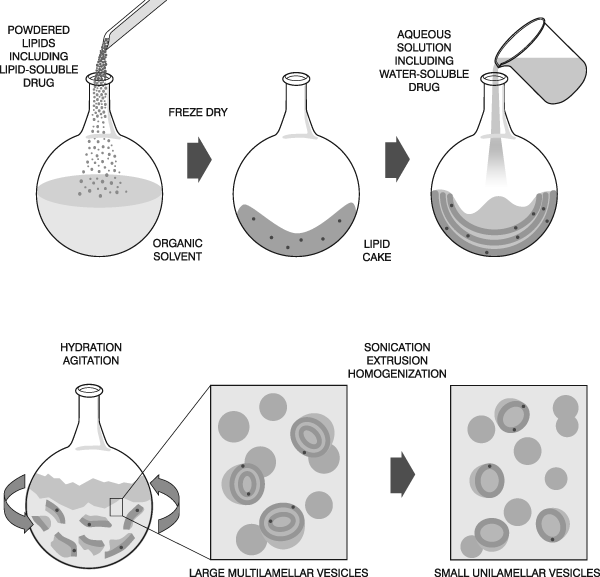 POWDERED
LIPIDS
INCLUDING
LIPID-SOLUBLE
DRUG
FREZE DRY
AQUEOUS
SOLUTION
INCLUDING
WATER-SOLUBLE
DRUG
ORGANIC
SOLVENT
LIPID
CAKE
HYDRATION
AGITATION
SONICATION
EXTRUSION
HOMOGENIZATION
LARGE MULTILAMELLAR VESICLES
SMALL UNILAMELLAR VESICLES